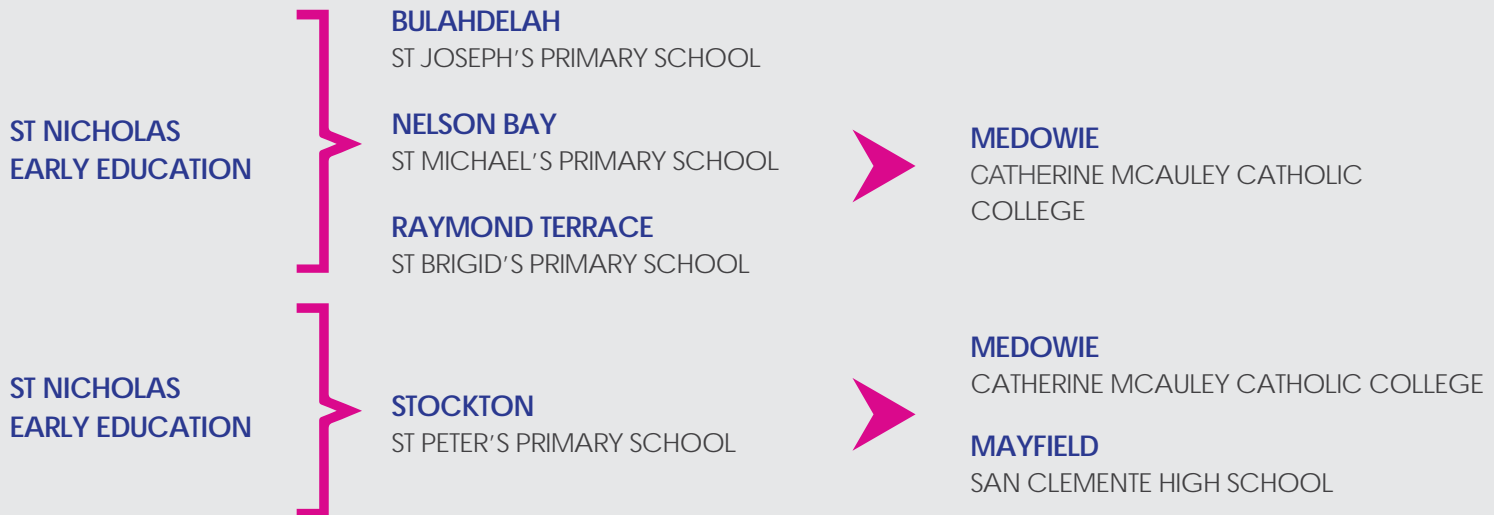 ST NICHOLAS
EARLY EDUCATION
BULAHDELAH
ST JOSEPH'S PRIMARY SCHOOL
NELSON BAY
ST MICHAEL'S PRIMARY SCHOOL
RAYMOND TERRACE
ST BRIGID'S PRIMARY SCHOOL
MEDOWIE
CATHERINE MCAULEY CATHOLIC
COLLEGE
ST NICHOLAS
EARLY EDUCATION
STOCKTON
ST PETER'S PRIMARY SCHOOL
MEDOWIE
CATHERINE MCAULEY CATHOLIC COLLEGE
MAYFIELD
SAN CLEMENTE HIGH SCHOOL